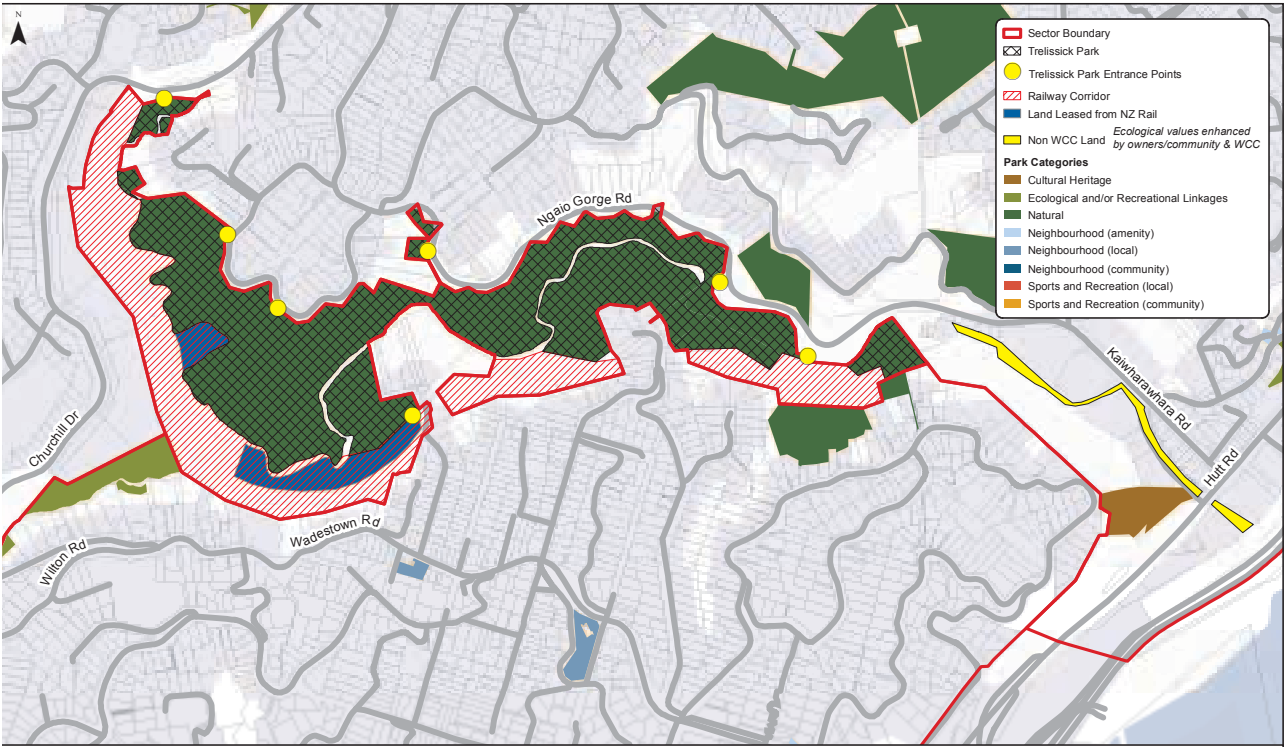 N
Sector Boundary
Trelissick Park
Trelissick Park Entrance Points
Railway Corridor
Land Leased from NZ Rail
Non WCC Land Ecological values enhanced
by owners/community & WCC
Park Categories
Cultural Heritage
Ecological and/or Recreational Linkages
Natural
Neighbourhood (amenity)
Neighbourhood (local)
Neighbourhood (community)
Sports and Recreation (local)
Sports and Recreation (community)
Ngaio Gorge Rd
Kaiwharawhara Rd
Churchill Dr
Hutt Rd
Wadestown Rd
Wilton Rd